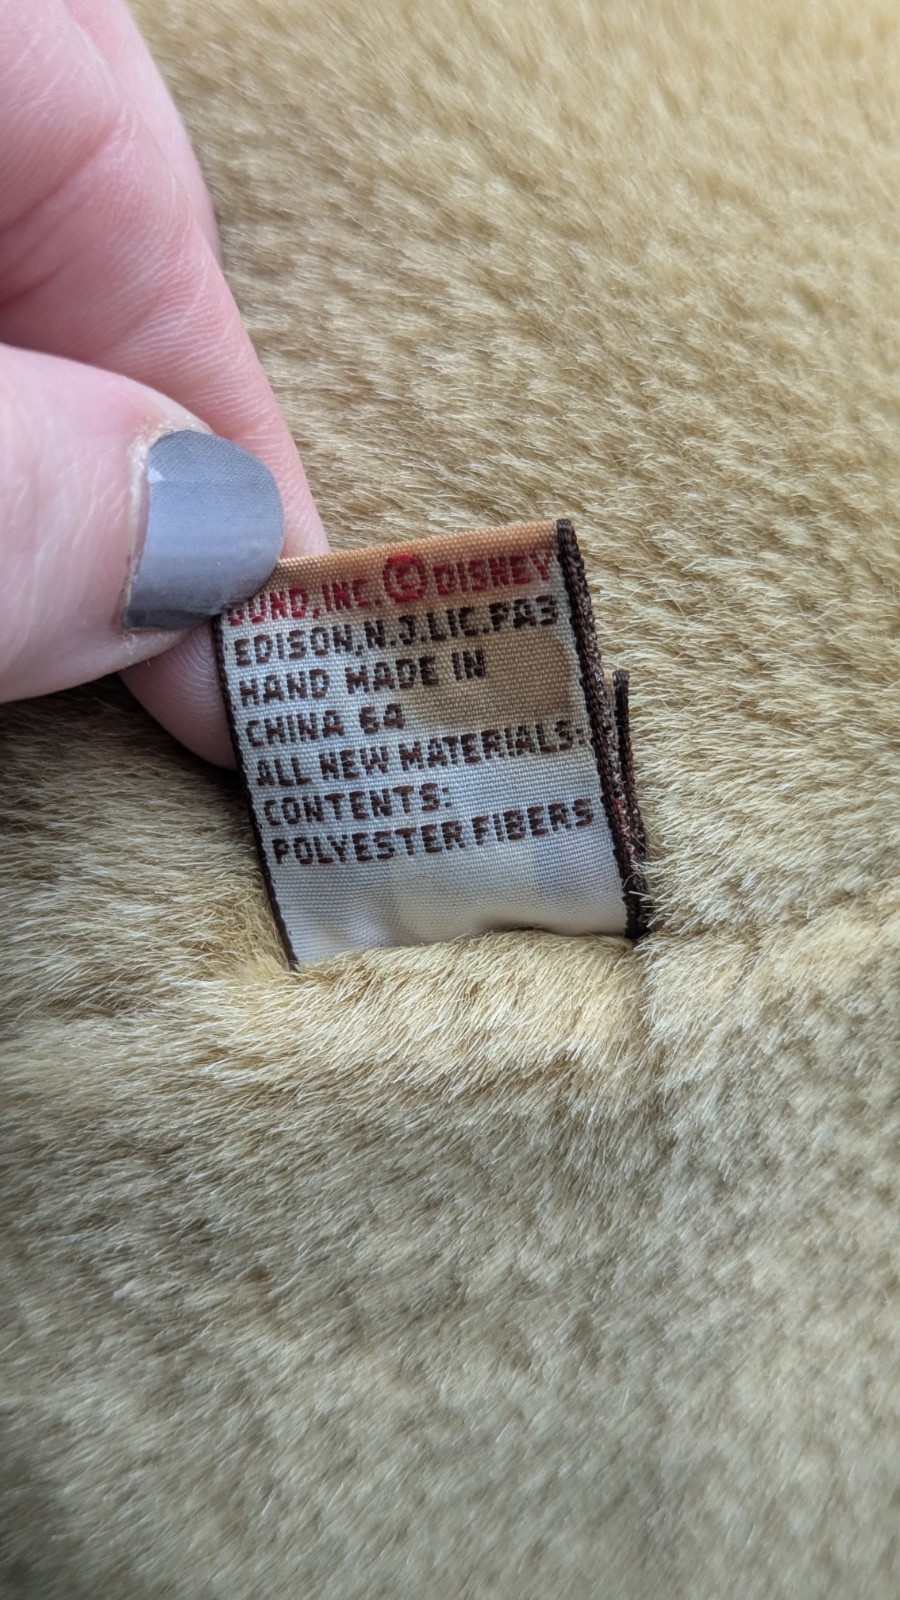 GUND, INC. © DISNEY
EDISON, N.J. LIC. PA3
HAND MADE IN
CHINA 64
ALL NEW MATERIALS:
CONTENTS:
POLYESTER FIBERS